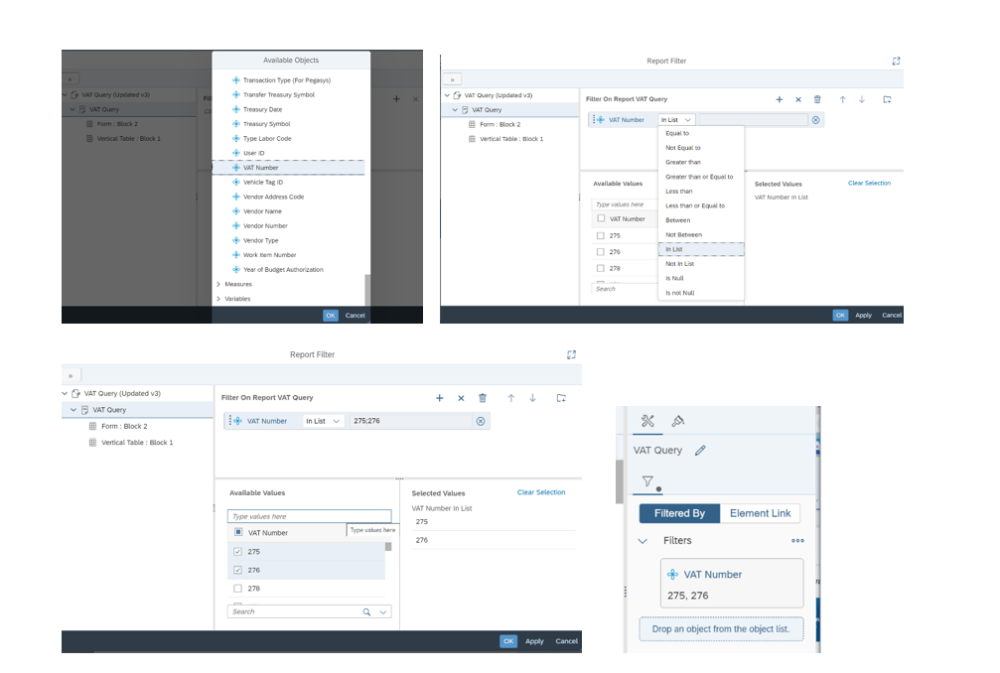 Available Objects
»
VAT Query (Updated v3)
VAT Query
Form : Block 2
Vertical Table : Block 1
Transaction Type (For Pegasys)
Transfer Treasury Symbol
Treasury Date
Treasury Symbol
Type Labor Code
User ID
VAT Number
Vehicle Tag ID
Vendor Address Code
Vendor Name
Vendor Number
Vendor Type
Work Item Number
Year of Budget Authorization
Measures
Variables
OK Cancel
Report Filter
»
VAT Query (Updated v3)
VAT Query
Form : Block 2
Vertical Table : Block 1
Filter On Report VAT Query
VAT Number In List
Equal to
Not Equal to
Greater than
Greater than or Equal to
Less than
Less than or Equal to
Between
Not Between
In List
Not In List
Is Null
Is not Null
Available Values
Type values here
VAT Number
275
276
278
Search
Selected Values Clear Selection
VAT Number In List
OK Apply Cancel
Report Filter
»
VAT Query (Updated v3)
VAT Query
Form : Block 2
Vertical Table : Block 1
Filter On Report VAT Query
VAT Number In List 275;276
Available Values
Type values here
VAT Number
Type values here
275
276
278
Search
Selected Values Clear Selection
VAT Number In List
275
276
OK Apply Cancel
VAT Query
Filtered By Element Link
Filters
VAT Number
275, 276
Drop an object from the object list.